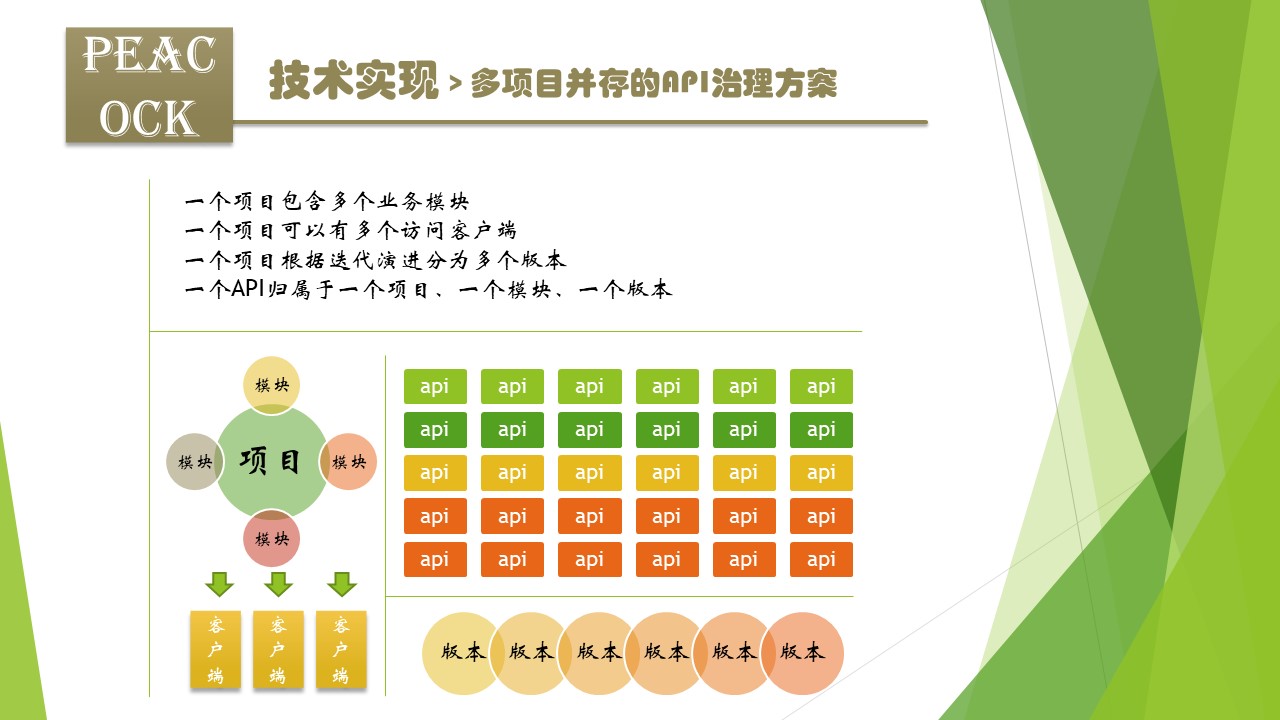 PEAC
OCK
技术实现 > 多项目并存的API治理方案
一个项目包含多个业务模块
一个项目可以有多个访问客户端
一个项目根据迭代演进分为多个版本
一个API归属于一个项目、一个模块、一个版本
模块
模块 项目 模块
模块
客户端 客户端 客户端
api api api api api api
api api api api api api
api api api api api api
api api api api api api
api api api api api api
版本 版本 版本 版本 版本 版本